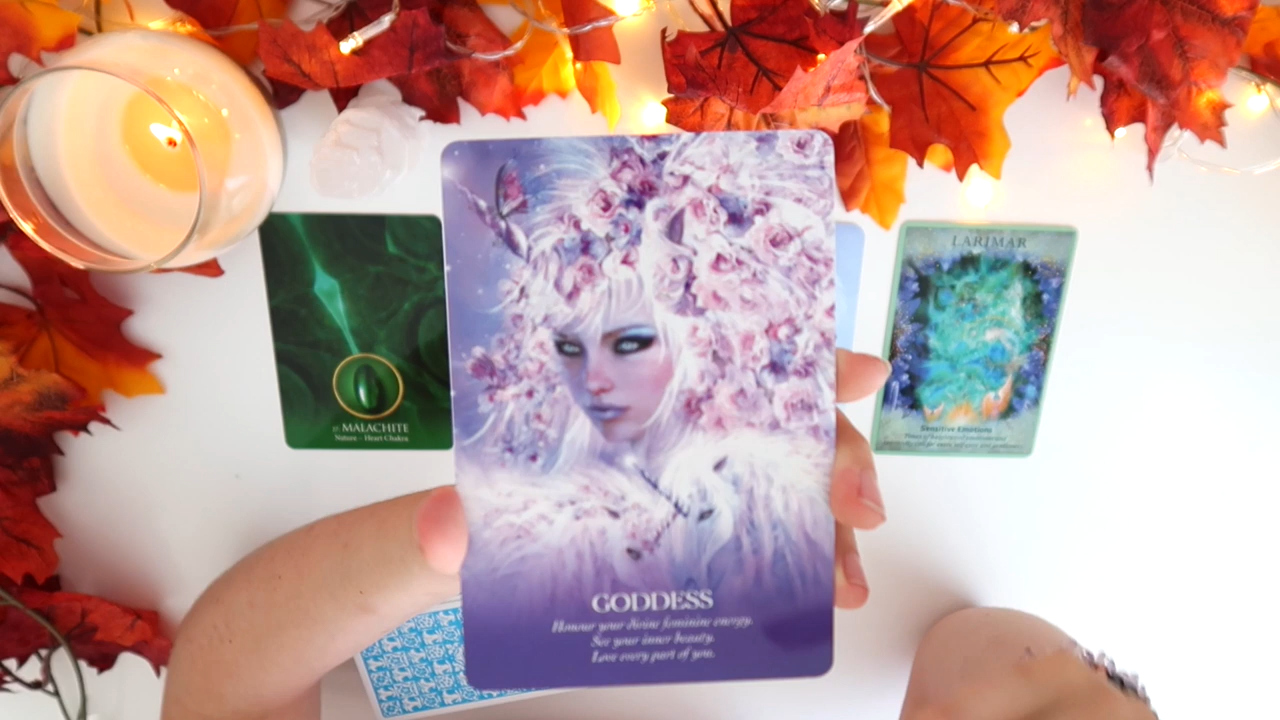 GODDESS
Honour your divine feminine energy.
See your inner beauty.
Love every part of you.
MALACHITE
Nature ~ Heart Chakra
LARIMAR
Sensitive Emotions